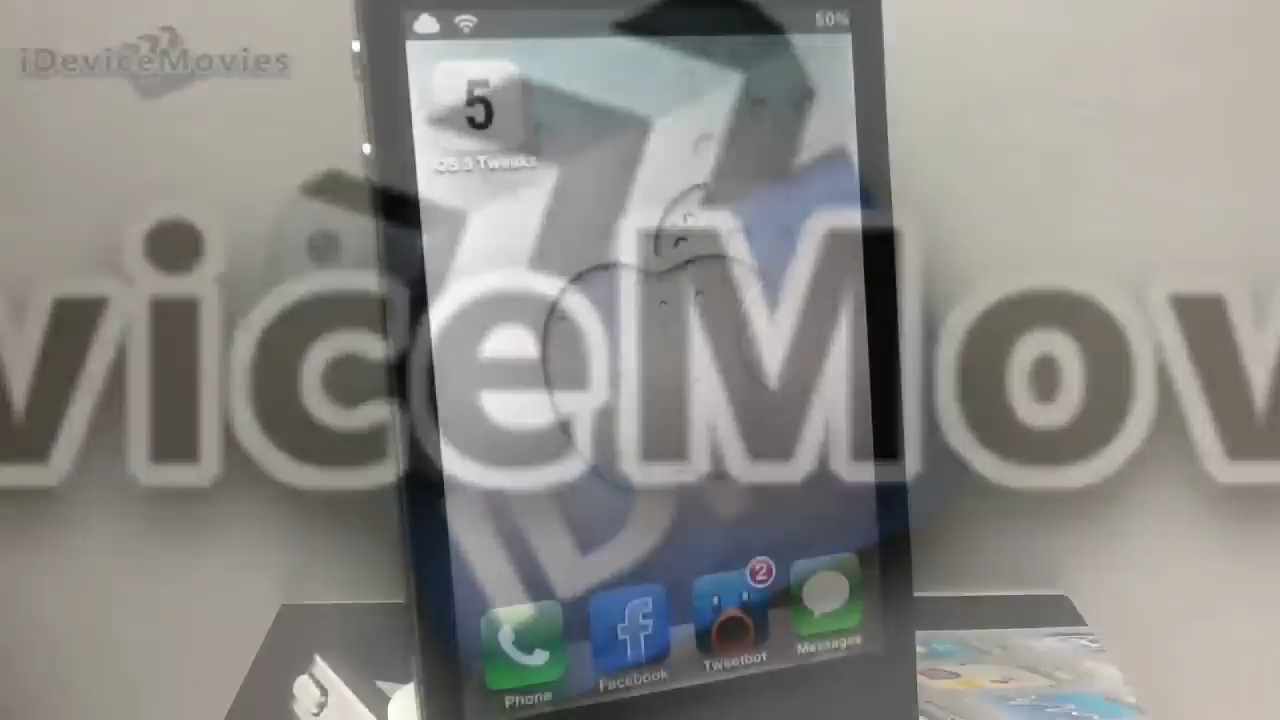 50%
iDeviceMovies
5
iOS 5 Tweaks
viceMov
2
Phone
Facebook
Tweetbot
Messages